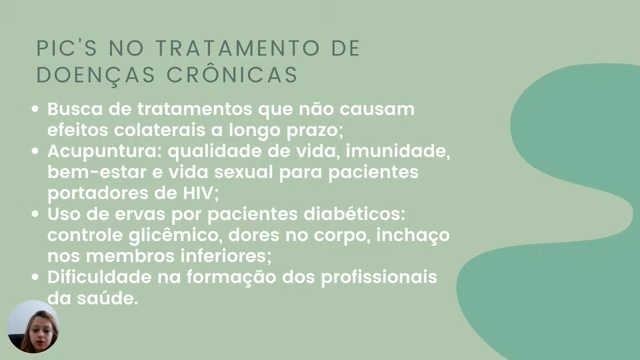 PIC'S NO TRATAMENTO DE
DOENÇAS CRÔNICAS
• Busca de tratamentos que não causam
efeitos colaterais a longo prazo;
• Acupuntura: qualidade de vida, imunidade,
bem-estar e vida sexual para pacientes
portadores de HIV;
• Uso de ervas por pacientes diabéticos:
controle glicêmico, dores no corpo, inchaço
nos membros inferiores;
• Dificuldade na formação dos profissionais
da saúde.